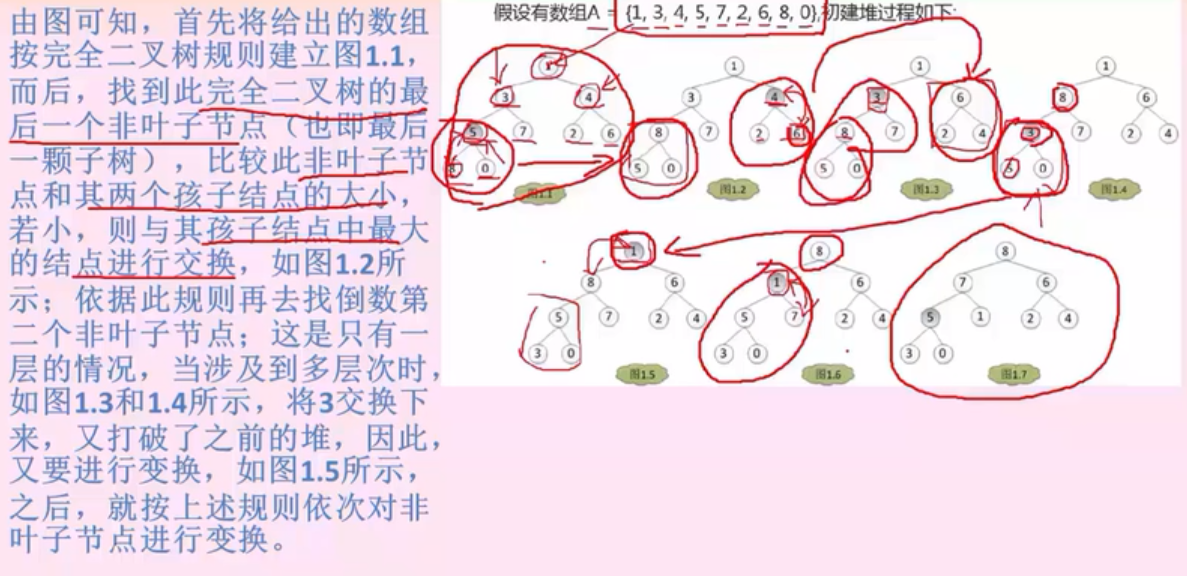 由图可知，首先将给出的数组
按完全二叉树规则建立图1.1，
而后，找到此完全二叉树的最
后一个非叶子节点（也即最后
一颗子树），比较此非叶子节
点和其两个孩子结点的大小，
若小，则与其孩子结点中最大
的结点进行交换，如图1.2所
示；依据此规则再去找倒数第
二个非叶子节点；这是只有一
层的情况，当涉及到多层次时，
如图1.3和1.4所示，将3交换下
来，又打破了之前的堆，因此，
又要进行变换，如图1.5所示，
之后，就按上述规则依次对非
叶子节点进行变换。
假设有数组A = {1, 3, 4, 5, 7, 2, 6, 8, 0},初建堆过程如下:
1
3 4
5 7 2 6
8 0
图1.1
1
3 4
8 7 2 6
5 0
图1.2
1
3 6
8 7 2 4
5 0
图1.3
1
8 6
3 7 2 4
5 0
图1.4
1
8 6
5 7 2 4
3 0
图1.5
8
1 6
5 7 2 4
3 0
图1.6
8
7 6
5 1 2 4
3 0
图1.7